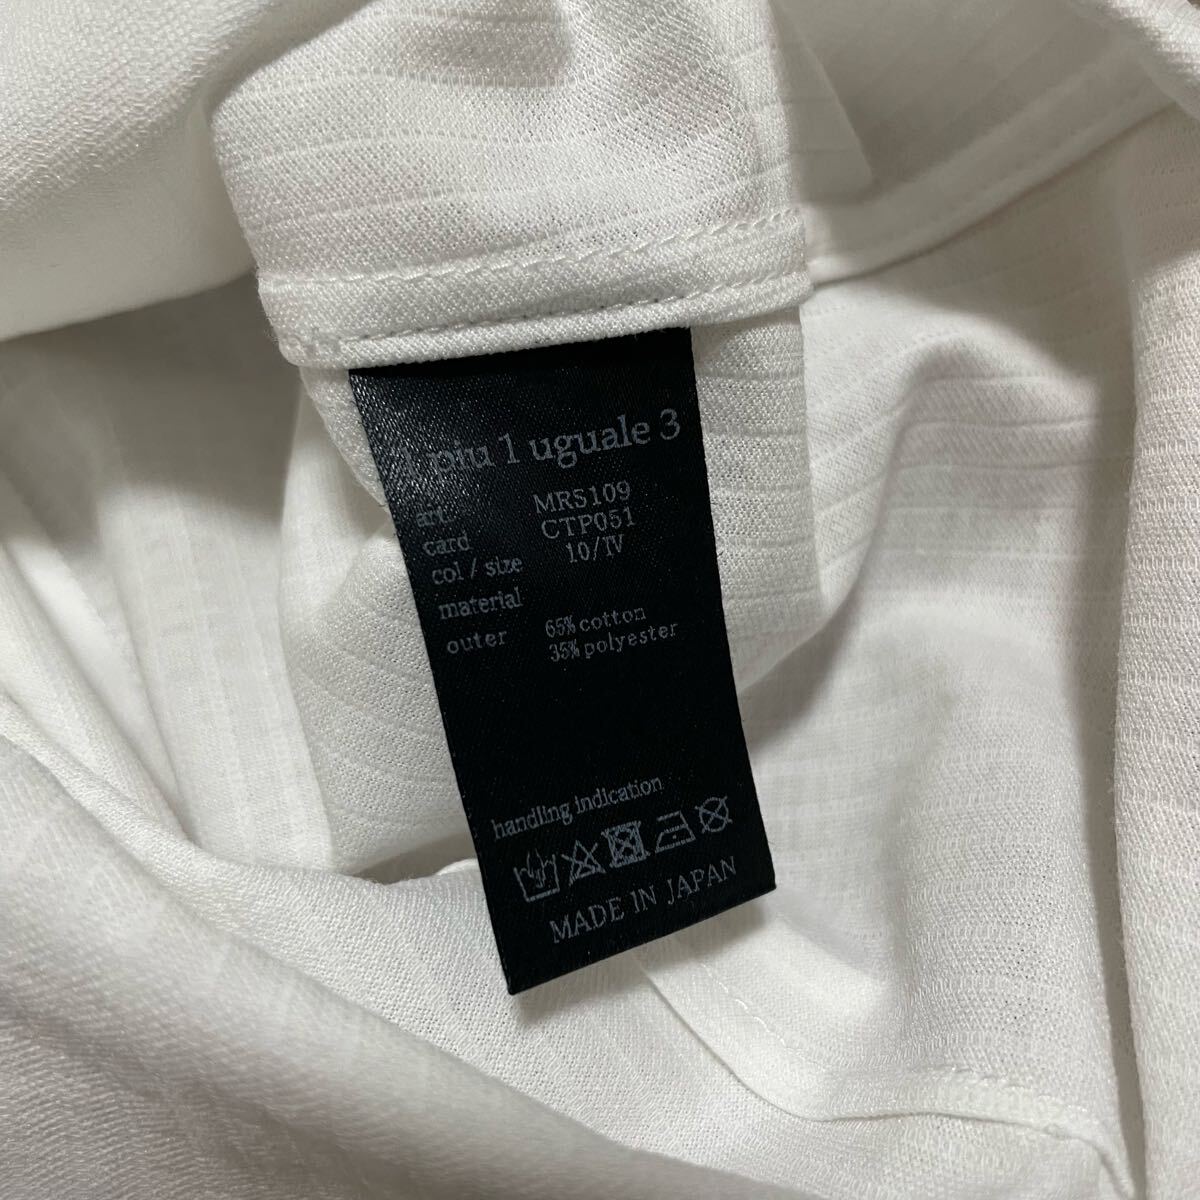 1 piu 1 uguale 3
art. MRS109
card CTP051
col / size 10/IV
material
outer 65% cotton
35% polyester
handling indication
MADE IN JAPAN